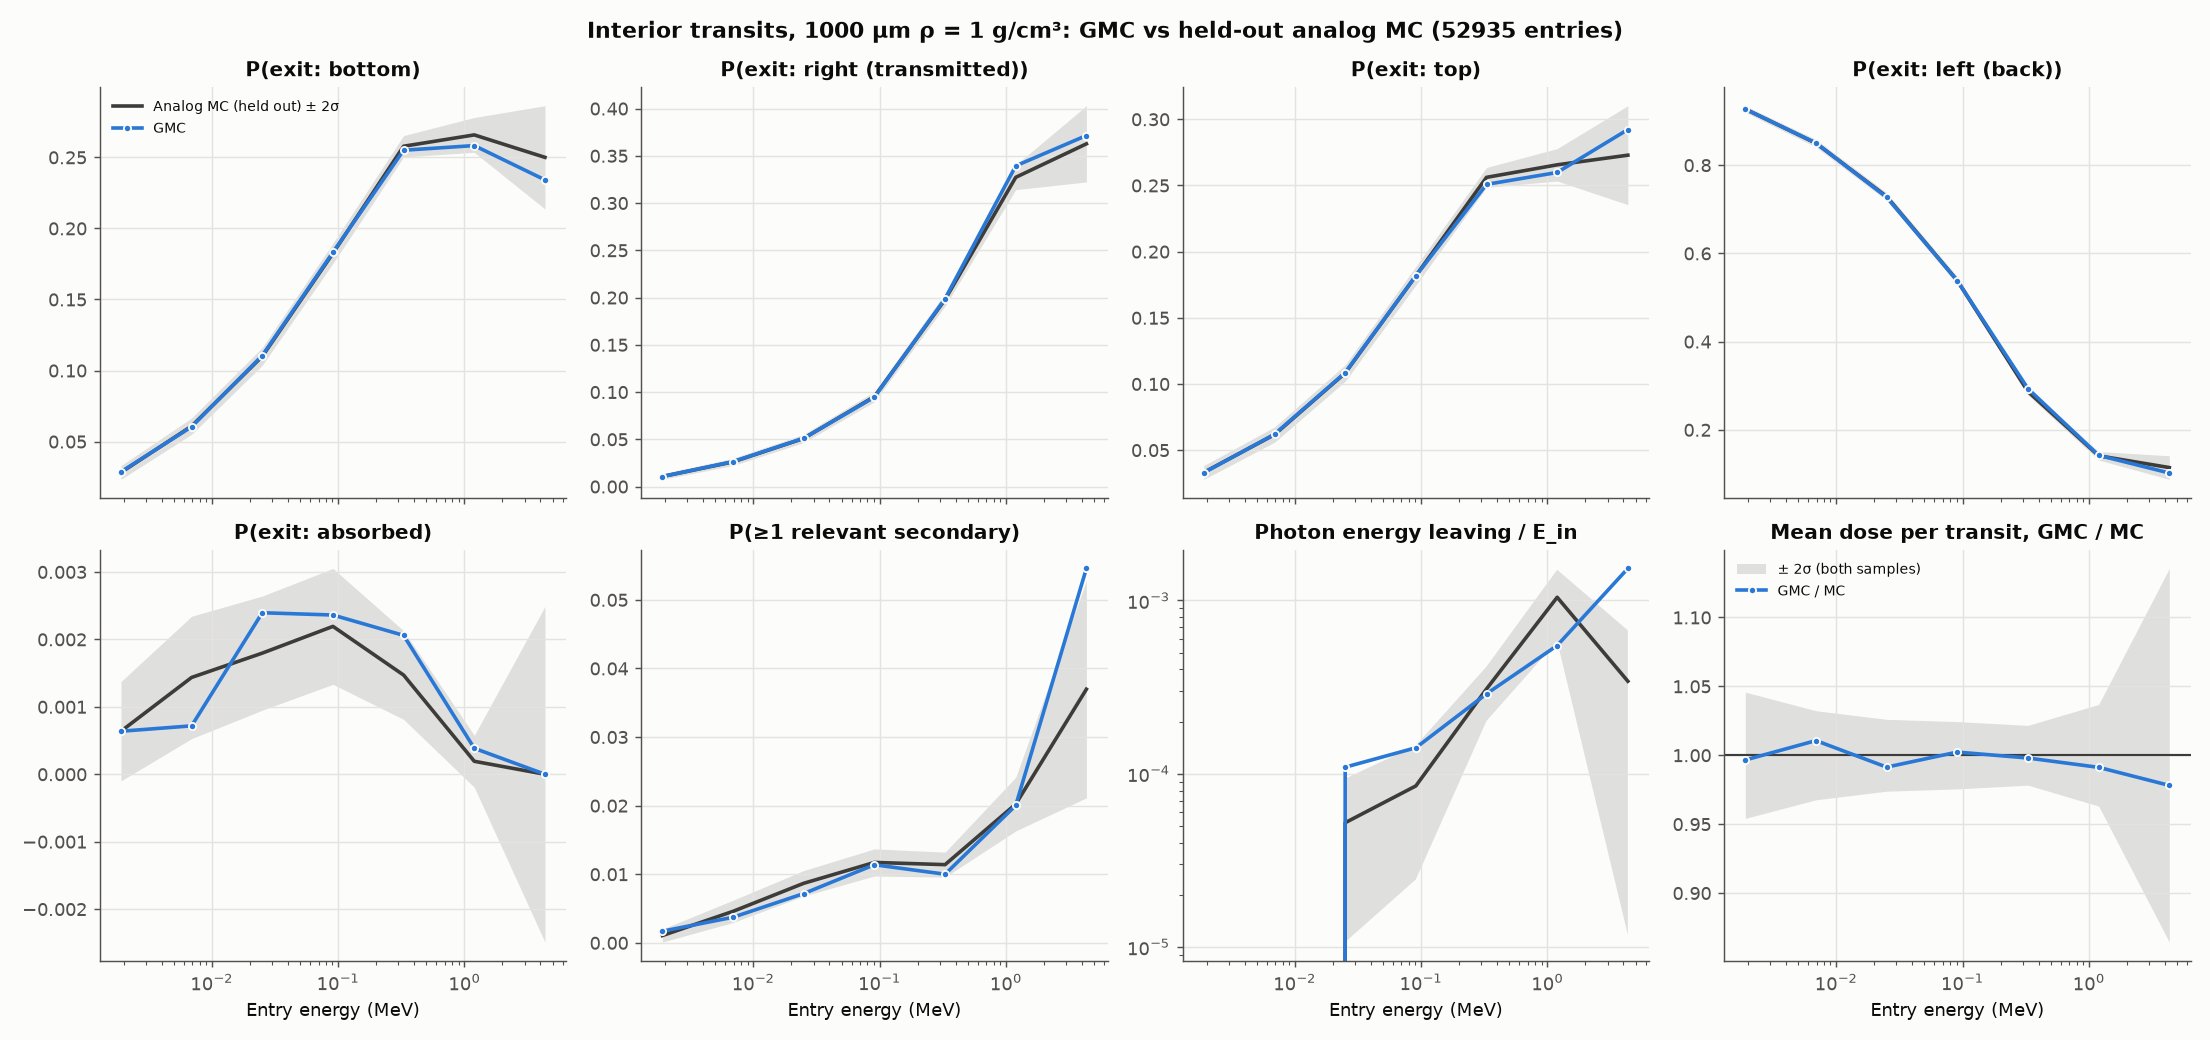 Interior transits, 1000 µm ρ = 1 g/cm³: GMC vs held-out analog MC (52935 entries)
P(exit: bottom)
Analog MC (held out) ± 2σ
GMC
0.25
0.20
0.15
0.10
0.05
P(exit: right (transmitted))
0.40
0.35
0.30
0.25
0.20
0.15
0.10
0.05
0.00
P(exit: top)
0.30
0.25
0.20
0.15
0.10
0.05
P(exit: left (back))
0.8
0.6
0.4
0.2
P(exit: absorbed)
0.003
0.002
0.001
0.000
−0.001
−0.002
10⁻² 10⁻¹ 10⁰
Entry energy (MeV)
P(≥1 relevant secondary)
0.05
0.04
0.03
0.02
0.01
0.00
10⁻² 10⁻¹ 10⁰
Entry energy (MeV)
Photon energy leaving / E_in
10⁻³
10⁻⁴
10⁻⁵
10⁻² 10⁻¹ 10⁰
Entry energy (MeV)
Mean dose per transit, GMC / MC
± 2σ (both samples)
GMC / MC
1.10
1.05
1.00
0.95
0.90
10⁻² 10⁻¹ 10⁰
Entry energy (MeV)